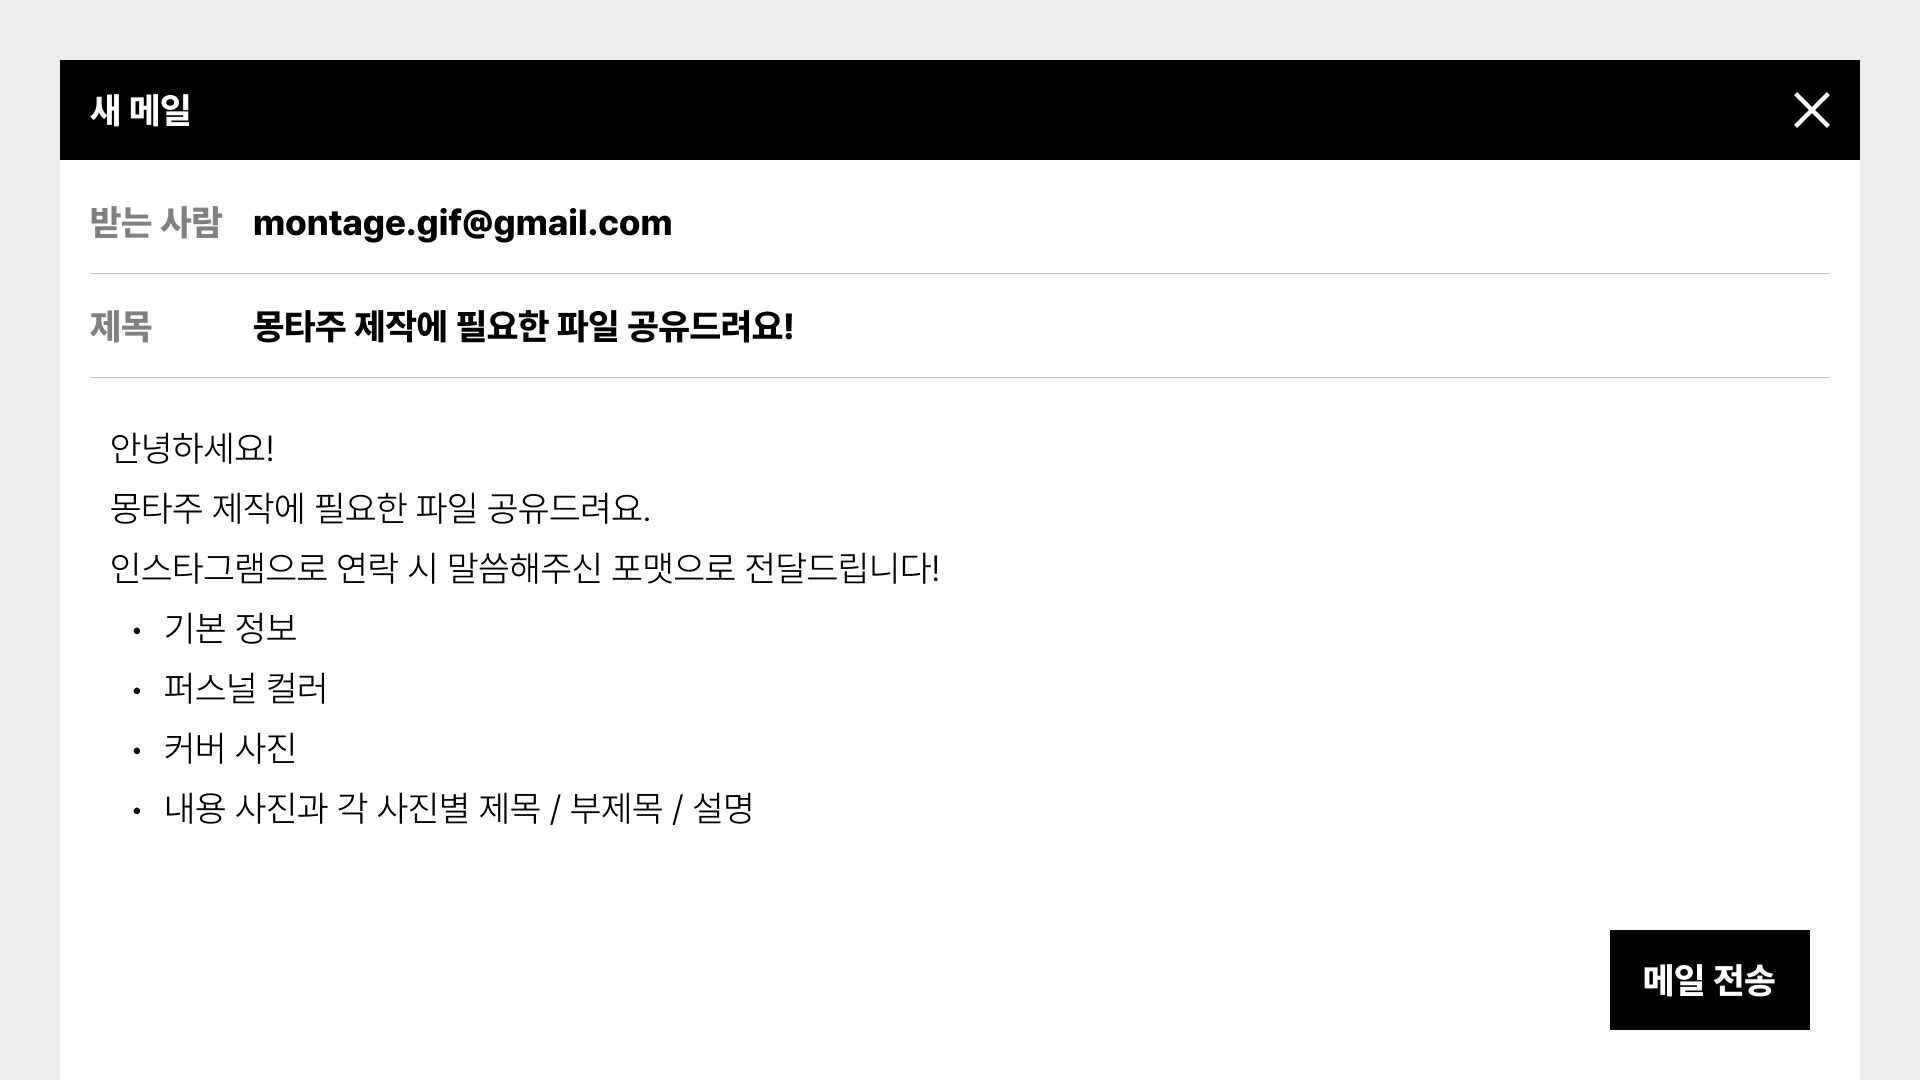 새 메일
받는 사람 montage.gif@gmail.com
제목 몽타주 제작에 필요한 파일 공유드려요!
안녕하세요!
몽타주 제작에 필요한 파일 공유드려요.
인스타그램으로 연락 시 말씀해주신 포맷으로 전달드립니다!
• 기본 정보
• 퍼스널 컬러
• 커버 사진
• 내용 사진과 각 사진별 제목 / 부제목 / 설명
메일 전송